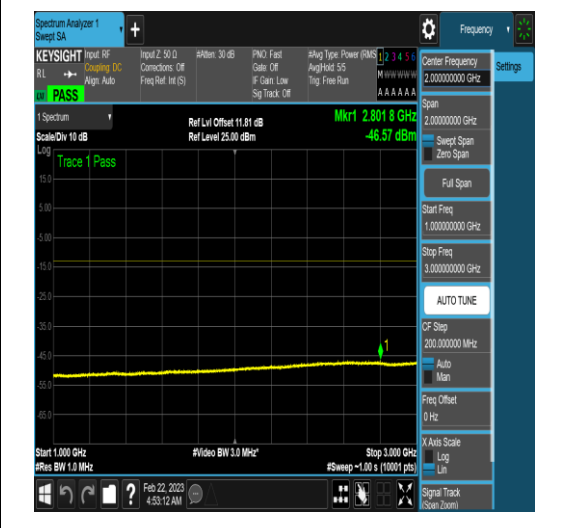 Spectrum Analyzer 1
Swept SA
+
Frequency
KEYSIGHT
RL
PASS
Input: RF
Coupling: DC
Align: Auto
Input Z: 50 Ω
Corrections: Off
Freq Ref: Int (S)
#Atten: 30 dB
PNO: Fast
Gate: Off
IF Gain: Low
Sig Track: Off
#Avg Type: Power (RMS
Avg|Hold: 5/5
Trig: Free Run
1 2 3 4 5 6
M W W W W W
A A A A A A
1 Spectrum
Scale/Div 10 dB
Ref Lvl Offset 11.81 dB
Ref Level 25.00 dBm
Mkr1 2.801 8 GHz
-46.57 dBm
Log
Trace 1 Pass
15.0
5.00
-5.00
-15.0
-25.0
-35.0
-45.0
-55.0
-65.0
1
Start 1.000 GHz
#Res BW 1.0 MHz
#Video BW 3.0 MHz*
Stop 3.000 GHz
#Sweep ~1.00 s (10001 pts)
Feb 22, 2023
4:53:12 AM
?
Center Frequency
2.000000000 GHz
Span
2.00000000 GHz
Swept Span
Zero Span
Full Span
Start Freq
1.000000000 GHz
Stop Freq
3.000000000 GHz
AUTO TUNE
CF Step
200.000000 MHz
Auto
Man
Freq Offset
0 Hz
X Axis Scale
Log
Lin
Signal Track
(Span Zoom)
Settings